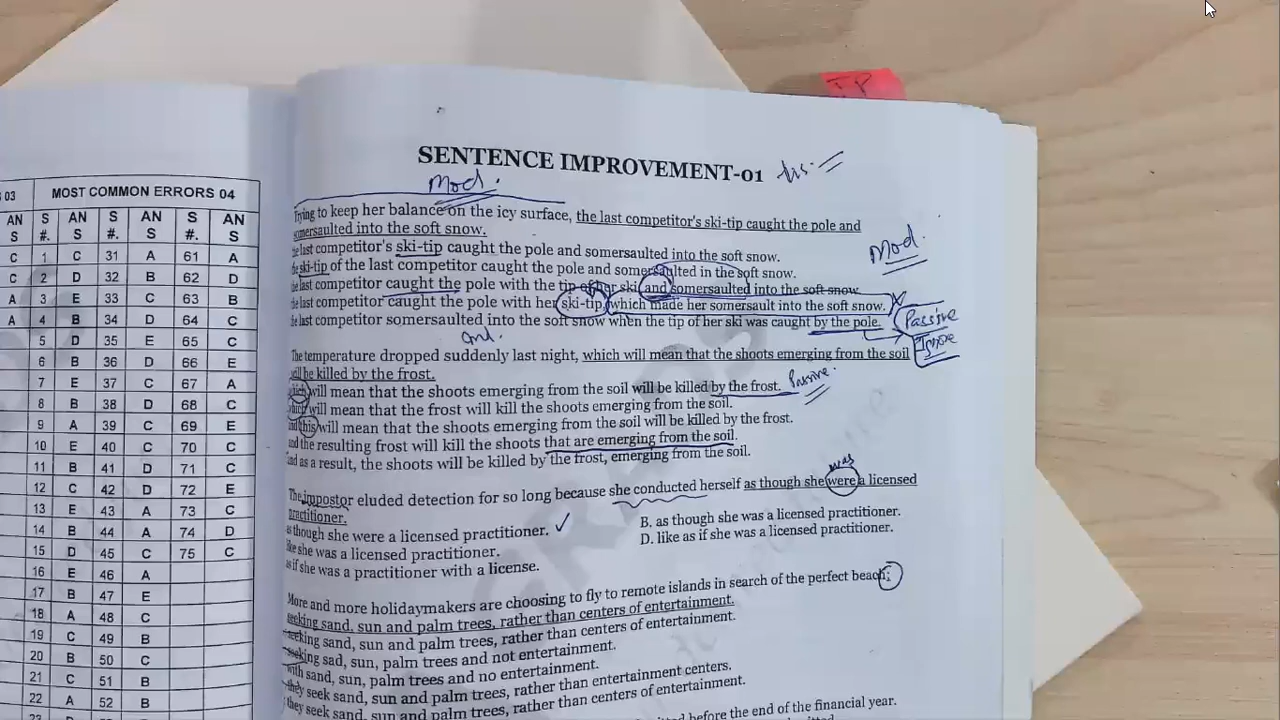 IP
03 MOST COMMON ERRORS 04
AN S S #. AN S S #. AN S S #. AN S
C 1 C 31 A 61 A
C 2 D 32 B 62 D
A 3 E 33 C 63 B
A 4 B 34 D 64 C
5 D 35 E 65 C
6 B 36 D 66 E
7 E 37 C 67 A
8 B 38 D 68 C
9 A 39 C 69 E
10 E 40 C 70 C
11 B 41 D 71 C
12 C 42 D 72 E
13 E 43 A 73 C
14 B 44 A 74 D
15 D 45 C 75 C
16 E 46 A
17 B 47 E
18 A 48 C
19 C 49 B
20 B 50 C
21 C 51 B
22 A 52 B
SENTENCE IMPROVEMENT-01
Mod.
Trying to keep her balance on the icy surface, the last competitor's ski-tip caught the pole and
somersaulted into the soft snow.
the last competitor's ski-tip caught the pole and somersaulted into the soft snow.
the ski-tip of the last competitor caught the pole and somersaulted in the soft snow.
the last competitor caught the pole with the tip of her ski and somersaulted into the soft snow.
the last competitor caught the pole with her ski-tip, which made her somersault into the soft snow.
the last competitor somersaulted into the soft snow when the tip of her ski was caught by the pole.
Mod.
Passive
The temperature dropped suddenly last night, which will mean that the shoots emerging from the soil
will be killed by the frost.
which will mean that the shoots emerging from the soil will be killed by the frost. Passive.
which will mean that the frost will kill the shoots emerging from the soil.
and this will mean that the shoots emerging from the soil will be killed by the frost.
and the resulting frost will kill the shoots that are emerging from the soil.
and as a result, the shoots will be killed by the frost, emerging from the soil.
was
The impostor eluded detection for so long because she conducted herself as though she were a licensed
practitioner.
as though she were a licensed practitioner. B. as though she was a licensed practitioner.
like she was a licensed practitioner. D. like as if she was a licensed practitioner.
as if she was a practitioner with a license.
More and more holidaymakers are choosing to fly to remote islands in search of the perfect beach;
seeking sand, sun and palm trees, rather than centers of entertainment.
seeking sand, sun and palm trees, rather than centers of entertainment.
seeking sad, sun, palm trees and not entertainment.
with sand, sun, palm trees and no entertainment.
they seek sand, sun and palm trees, rather than entertainment centers.
they seek sand, sun and palm trees, rather than centers of entertainment.
before the end of the financial year.